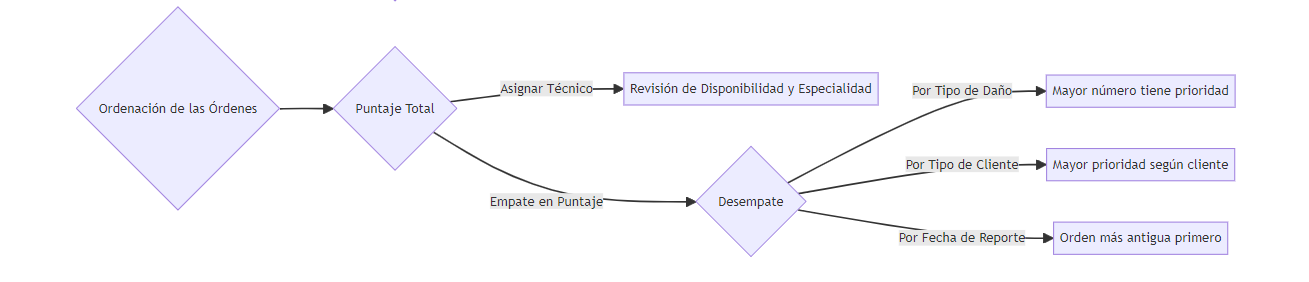 Ordenación de las Órdenes
Puntaje Total
Asignar Técnico
Revisión de Disponibilidad y Especialidad
Empate en Puntaje
Desempate
Por Tipo de Daño
Mayor número tiene prioridad
Por Tipo de Cliente
Mayor prioridad según cliente
Por Fecha de Reporte
Orden más antigua primero